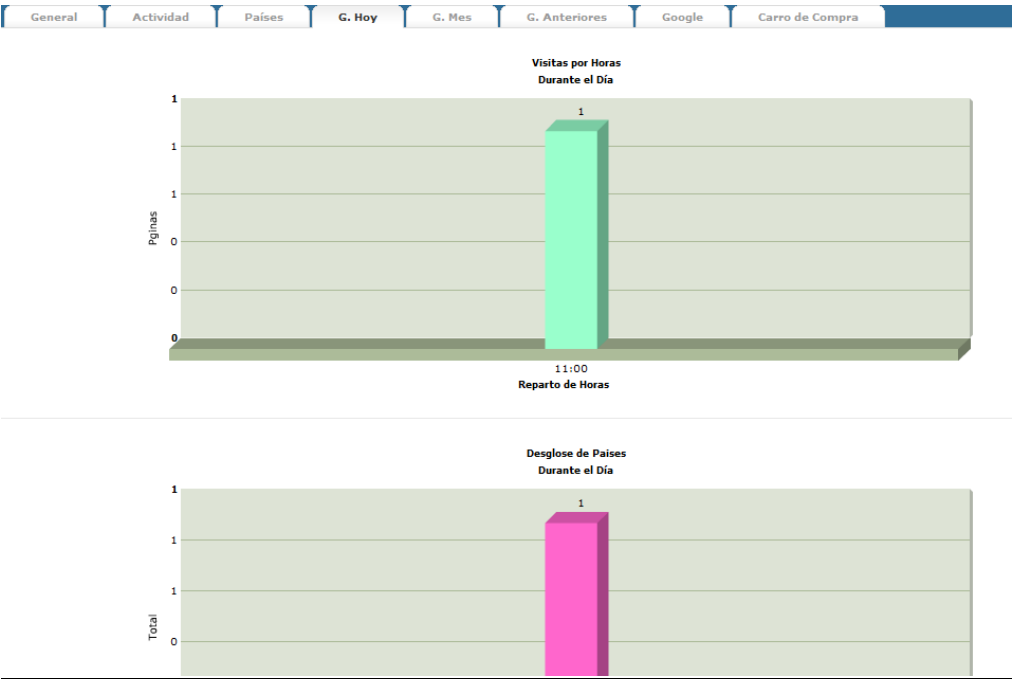 General Actividad Países G. Hoy G. Mes G. Anteriores Google Carro de Compra
Visitas por Horas
Durante el Día
1
1
1
1
0
0
0
Pginas
11:00
Reparto de Horas
Desglose de Paises
Durante el Día
1
1
1
1
0
Total